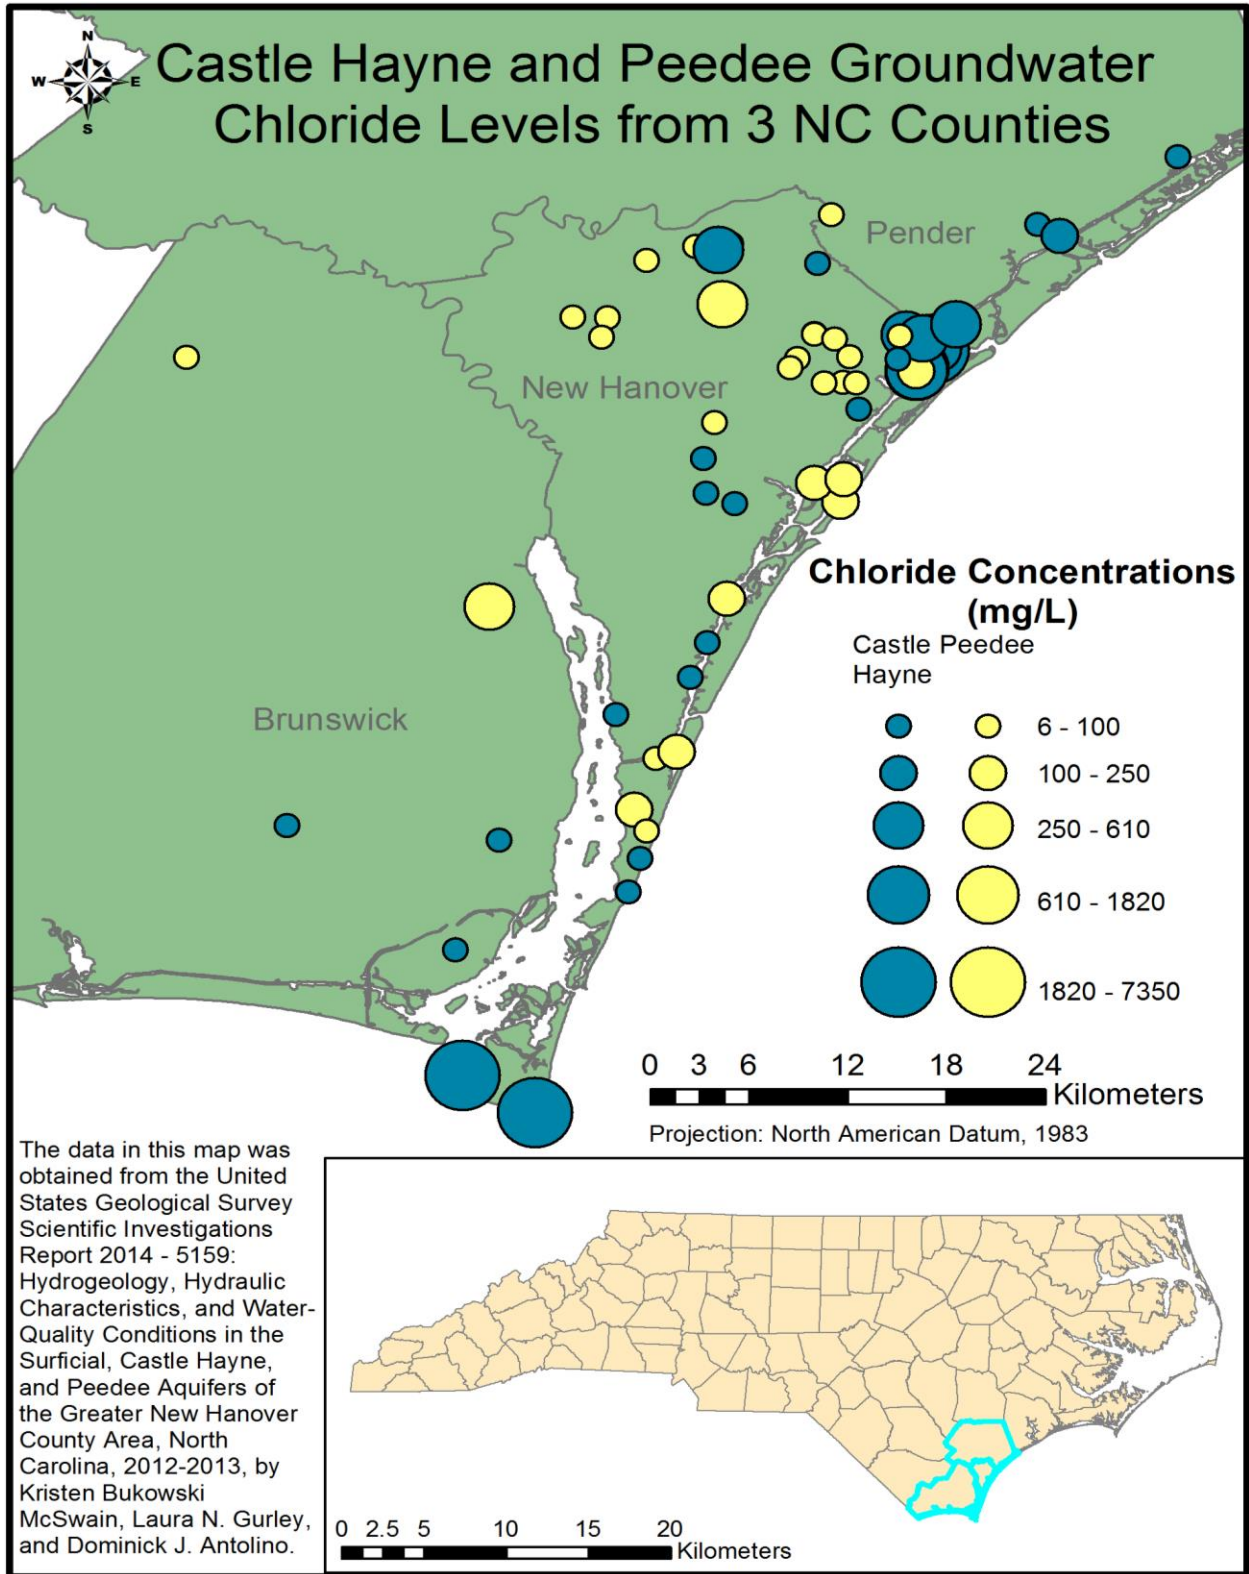 N
W E
S
Castle Hayne and Peedee Groundwater
Chloride Levels from 3 NC Counties
Pender
New Hanover
Brunswick
Chloride Concentrations
(mg/L)
Castle Peedee
Hayne
6 - 100
100 - 250
250 - 610
610 - 1820
1820 - 7350
0 3 6 12 18 24
Kilometers
Projection: North American Datum, 1983
The data in this map was
obtained from the United
States Geological Survey
Scientific Investigations
Report 2014 - 5159:
Hydrogeology, Hydraulic
Characteristics, and Water-
Quality Conditions in the
Surficial, Castle Hayne,
and Peedee Aquifers of
the Greater New Hanover
County Area, North
Carolina, 2012-2013, by
Kristen Bukowski
McSwain, Laura N. Gurley,
and Dominick J. Antolino.
0 2.5 5 10 15 20
Kilometers